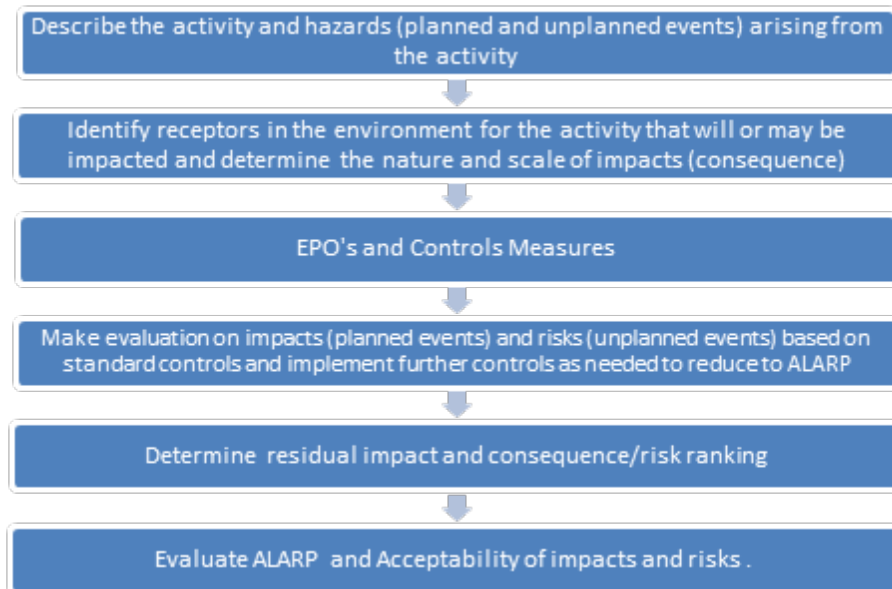 Describe the activity and hazards (planned and unplanned events) arising from
the activity
Identify receptors in the environment for the activity that will or may be
impacted and determine the nature and scale of impacts (consequence)
EPO's and Controls Measures
Make evaluation on impacts (planned events) and risks (unplanned events) based on
standard controls and implement further controls as needed to reduce to ALARP
Determine residual impact and consequence/risk ranking
Evaluate ALARP and Acceptability of impacts and risks .